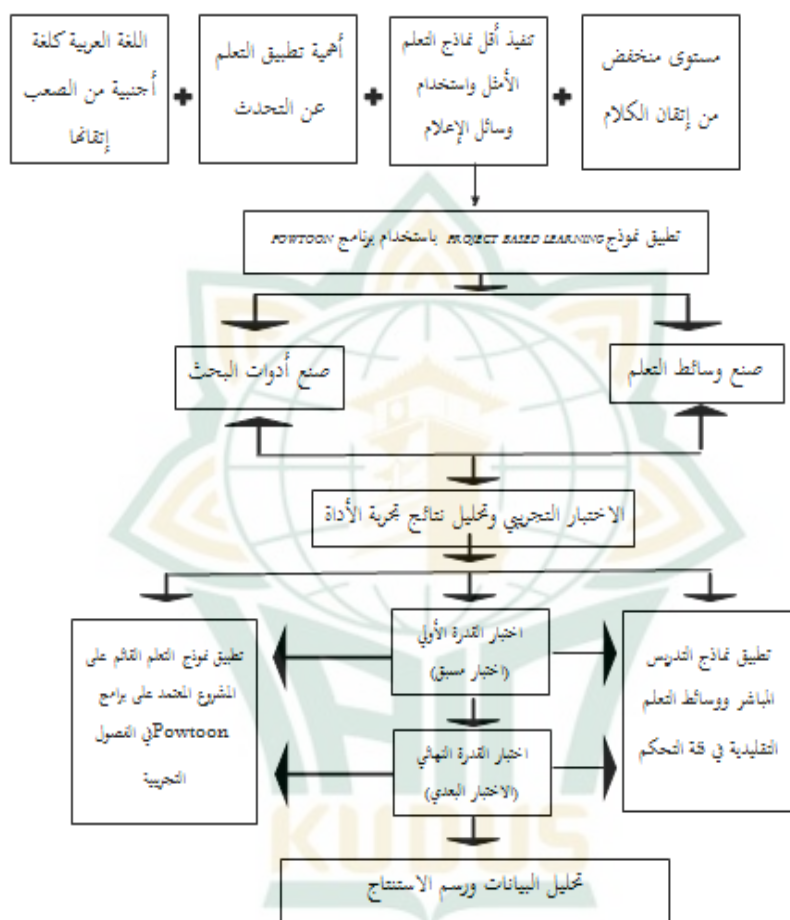 مستوى منخفض
من إتقان الكلام
تنفيذ أقل نماذج التعلم
الأمثل واستخدام
وسائل الإعلام
أهمية تطبيق التعلم
عن التحدث
اللغة العربية كلغة
أجنبية من الصعب
إتقانها
تطبيق نموذج PROJECT BASED LEARNING باستخدام برنامج POWTOON
صنع وسائط التعلم
صنع أدوات البحث
الاختبار التجريبي وتحليل نتائج تجربة الأداة
تطبيق نماذج التدريس
المباشر ووسائط التعلم
التقليدية في فئة التحكم
اختبار القدرة الأولي
(اختبار مسبق)
تطبيق نموذج التعلم القائم على
المشروع المعتمد على برامج
Powtoonفي الفصول
التجريبية
اختبار القدرة النهائي
(الاختبار البعدي)
KUDUS
تحليل البيانات ورسم الاستنتاج